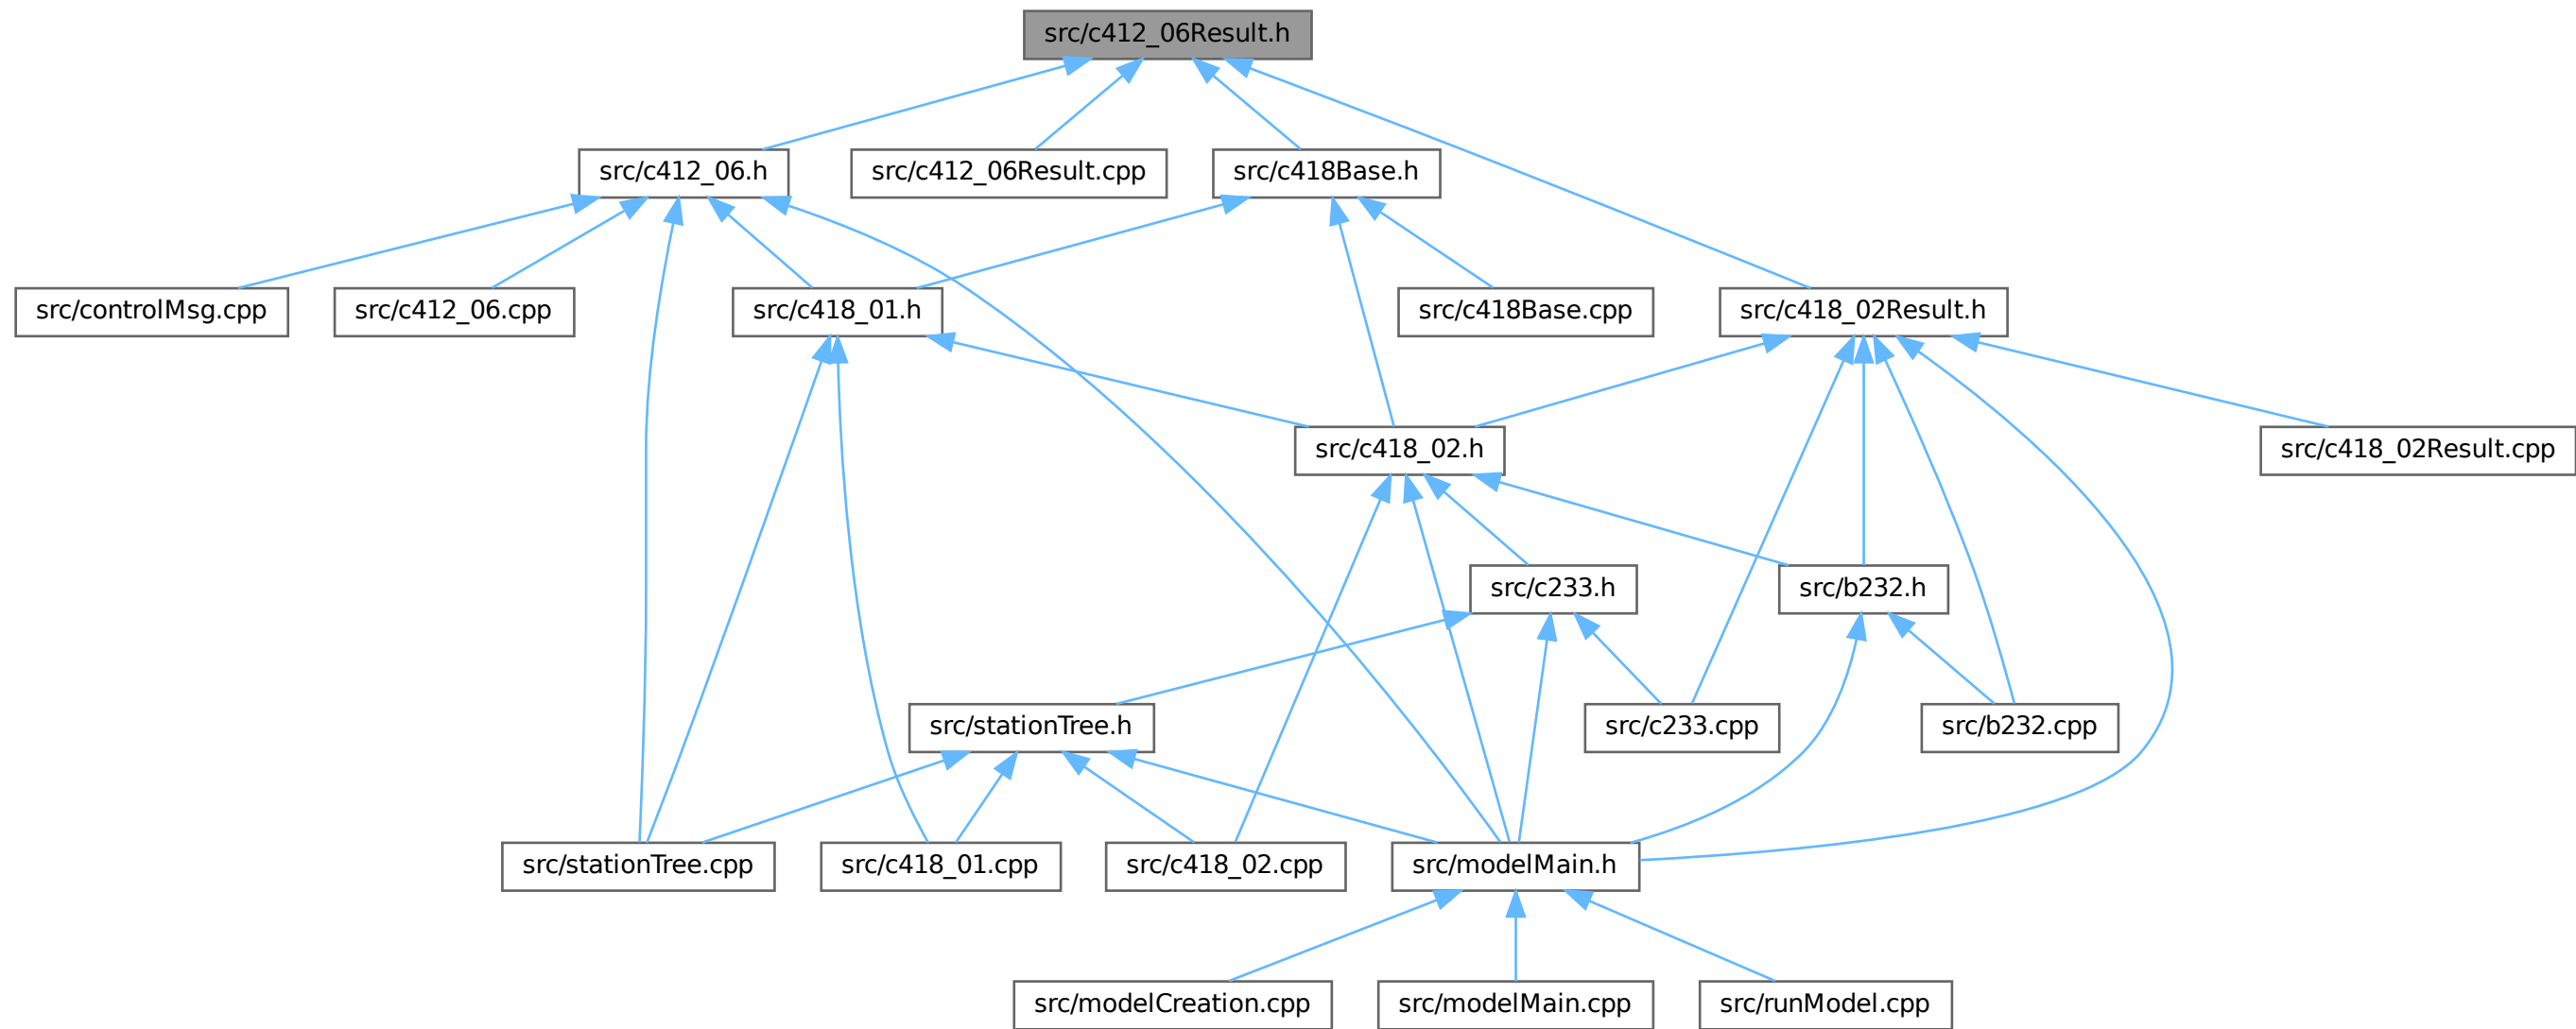 src/c412_06Result.h
src/c412_06.h
src/c412_06Result.cpp
src/c418Base.h
src/controlMsg.cpp
src/c412_06.cpp
src/c418_01.h
src/c418Base.cpp
src/c418_02Result.h
src/c418_02.h
src/c418_02Result.cpp
src/c233.h
src/b232.h
src/stationTree.h
src/c233.cpp
src/b232.cpp
src/stationTree.cpp
src/c418_01.cpp
src/c418_02.cpp
src/modelMain.h
src/modelCreation.cpp
src/modelMain.cpp
src/runModel.cpp